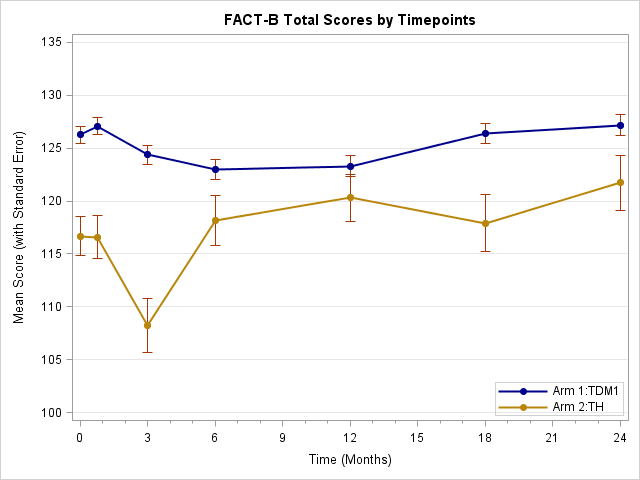 FACT-B Total Scores by Timepoints
135
130
125
120
115
110
105
100
Mean Score (with Standard Error)
0 3 6 9 12 15 18 21 24
Time (Months)
Arm 1:TDM1
Arm 2:TH